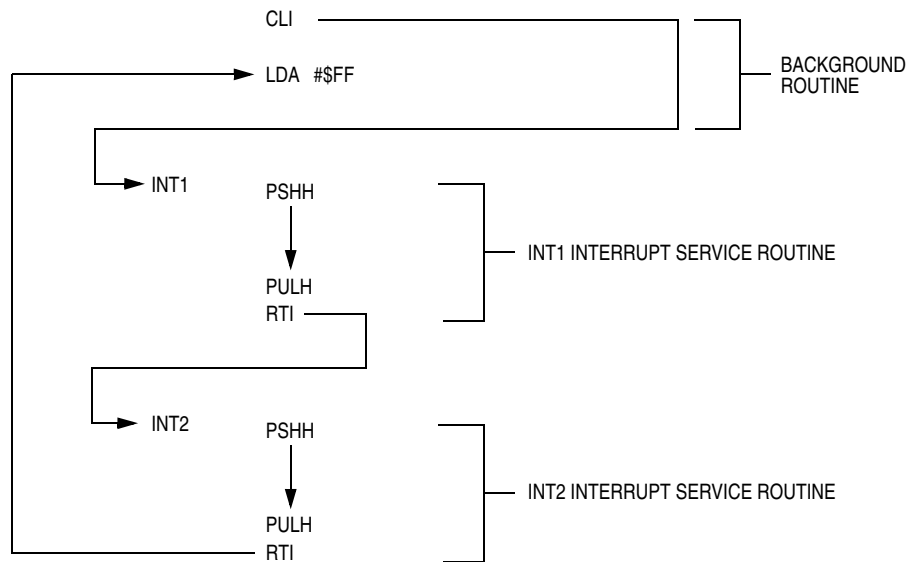 CLI
LDA #$FF
BACKGROUND
ROUTINE
INT1
PSHH
INT1 INTERRUPT SERVICE ROUTINE
PULH
RTI
INT2
PSHH
INT2 INTERRUPT SERVICE ROUTINE
PULH
RTI